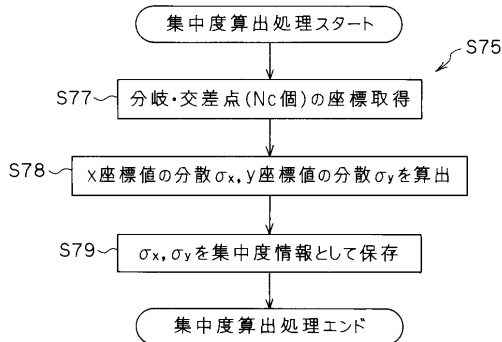 集中度算出処理スタート
S75
S77
分岐・交差点(Nc個)の座標取得
S78
x座標値の分散σx,y座標値の分散σyを算出
S79
σx,σyを集中度情報として保存
集中度算出処理エンド